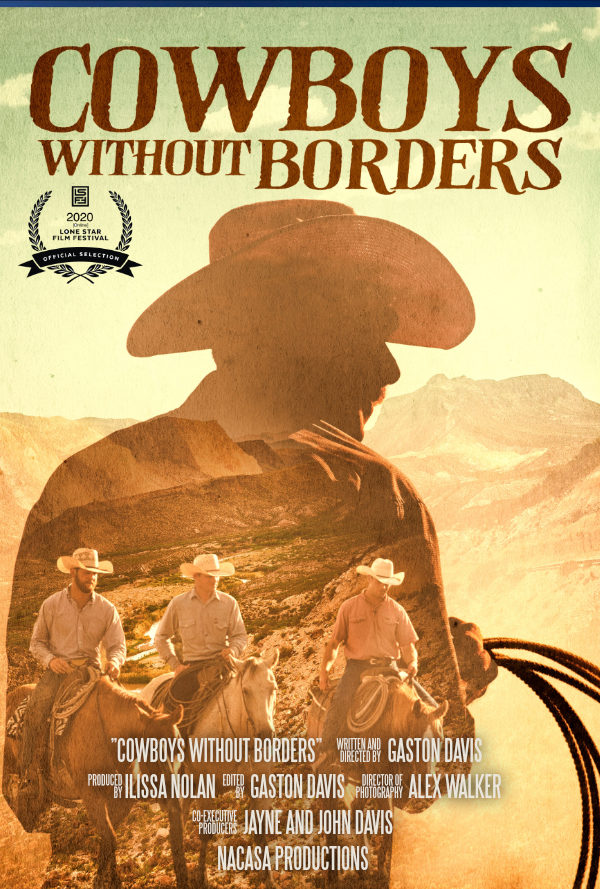 COWBOYS
WITHOUT BORDERS
2020
[Online]
LONE STAR
FILM FESTIVAL
OFFICIAL SELECTION
"COWBOYS WITHOUT BORDERS" WRITTEN AND DIRECTED BY GASTON DAVIS
PRODUCED BY ILISSA NOLAN EDITED BY GASTON DAVIS DIRECTOR OF PHOTOGRAPHY ALEX WALKER
CO-EXECUTIVE PRODUCERS JAYNE AND JOHN DAVIS
NACASA PRODUCTIONS